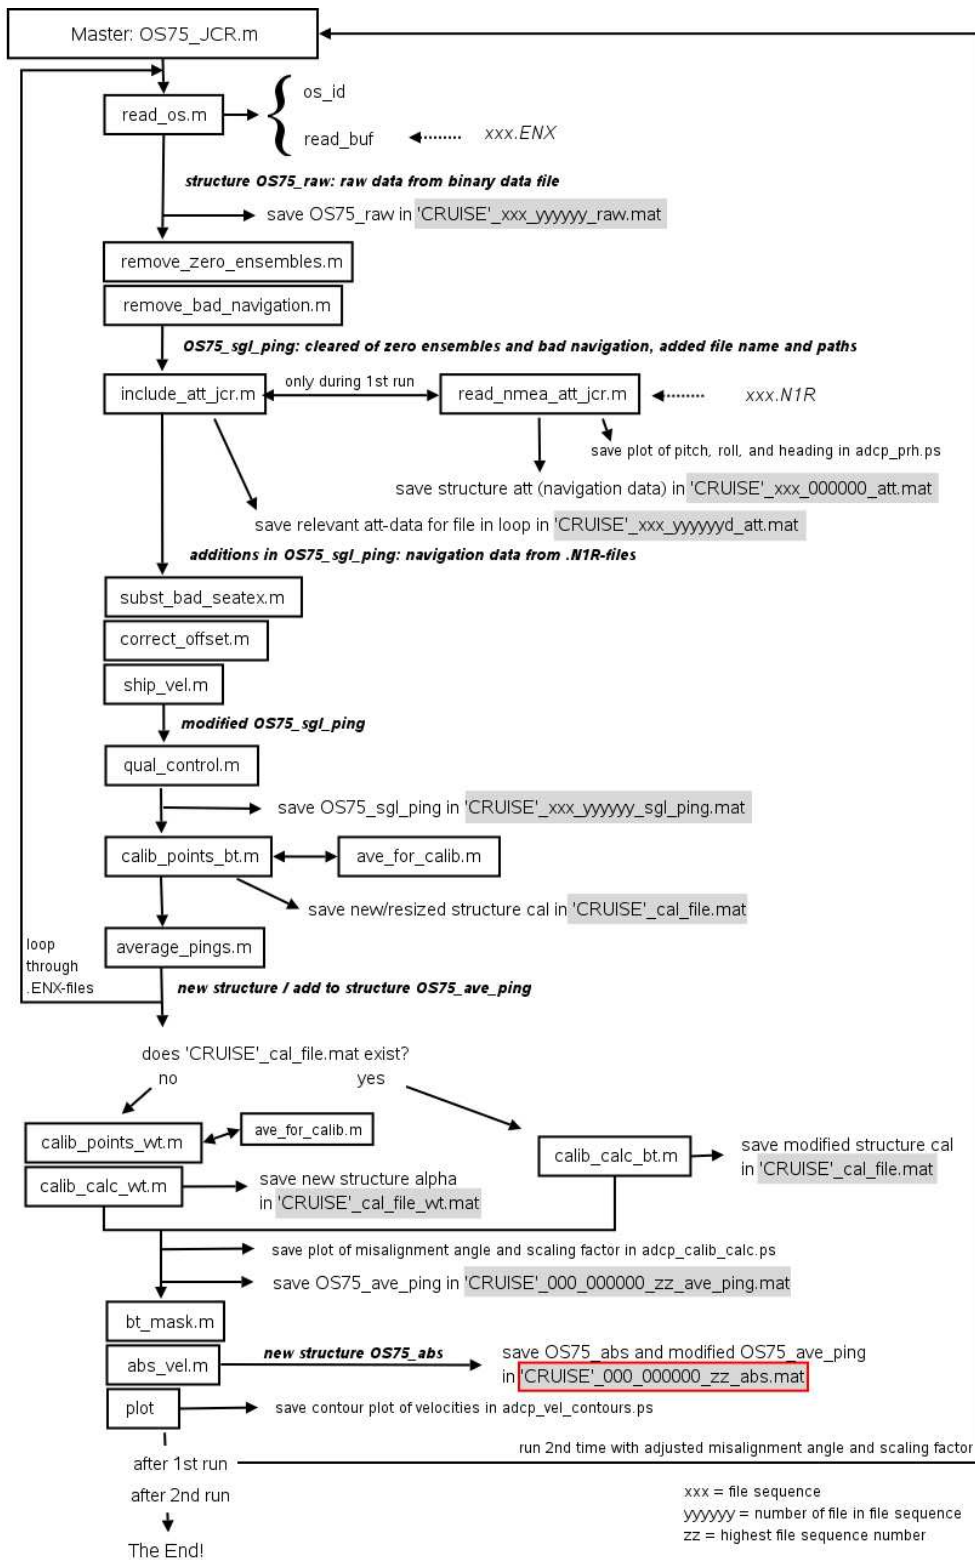 Master: OS75_JCR.m
os_id
read_os.m
read_buf
xxx.ENX
structure OS75_raw: raw data from binary data file
save OS75_raw in 'CRUISE'_xxx_yyyyyy_raw.mat
remove_zero_ensembles.m
remove_bad_navigation.m
OS75_sgl_ping: cleared of zero ensembles and bad navigation, added file name and paths
include_att_jcr.m
only during 1st run
read_nmea_att_jcr.m
xxx.N1R
save plot of pitch, roll, and heading in adcp_prh.ps
save structure att (navigation data) in 'CRUISE'_xxx_000000_att.mat
save relevant att-data for file in loop in 'CRUISE'_xxx_yyyyyyd_att.mat
additions in OS75_sgl_ping: navigation data from .N1R-files
subst_bad_seatex.m
correct_offset.m
ship_vel.m
modified OS75_sgl_ping
qual_control.m
save OS75_sgl_ping in 'CRUISE'_xxx_yyyyyy_sgl_ping.mat
calib_points_bt.m
ave_for_calib.m
save new/resized structure cal in 'CRUISE'_cal_file.mat
average_pings.m
loop
through
.ENX-files
new structure / add to structure OS75_ave_ping
does 'CRUISE'_cal_file.mat exist?
no
yes
calib_points_wt.m
ave_for_calib.m
calib_calc_bt.m
save modified structure cal
in 'CRUISE'_cal_file.mat
calib_calc_wt.m
save new structure alpha
in 'CRUISE'_cal_file_wt.mat
save plot of misalignment angle and scaling factor in adcp_calib_calc.ps
save OS75_ave_ping in 'CRUISE'_000_000000_zz_ave_ping.mat
bt_mask.m
abs_vel.m
new structure OS75_abs
save OS75_abs and modified OS75_ave_ping
in 'CRUISE'_000_000000_zz_abs.mat
plot
save contour plot of velocities in adcp_vel_contours.ps
run 2nd time with adjusted misalignment angle and scaling factor
after 1st run
after 2nd run
The End!
xxx = file sequence
yyyyyy = number of file in file sequence
zz = highest file sequence number